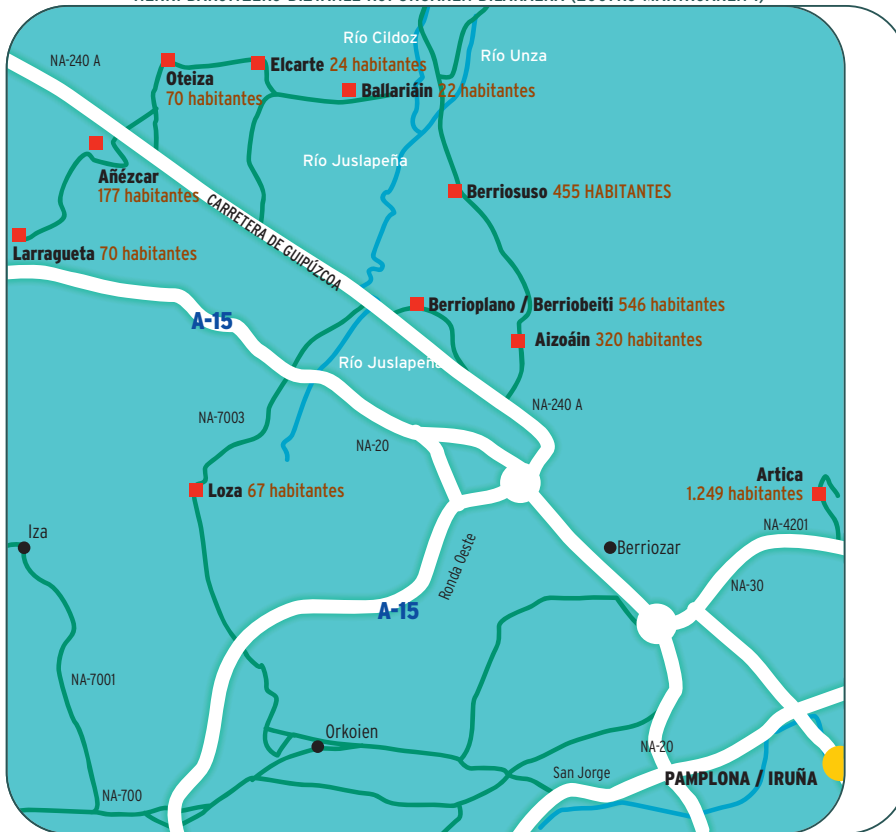 Río Cildoz
NA-240 A
Río Unza
Elcarte 24 habitantes
Oteiza
70 habitantes
Ballariáin 22 habitantes
Río Juslapeña
Añézcar
177 habitantes
Berriosuso 455 HABITANTES
CARRETERA DE GUIPÚZCOA
Larragueta 70 habitantes
Berrioplano / Berriobeiti 546 habitantes
A-15
Aizoáin 320 habitantes
Río Juslapeña
NA-240 A
NA-7003
NA-20
Artica
1.249 habitantes
Loza 67 habitantes
NA-4201
Iza
Berriozar
Ronda Oeste
NA-30
A-15
NA-7001
Orkoien
NA-20
San Jorge
PAMPLONA / IRUÑA
NA-700